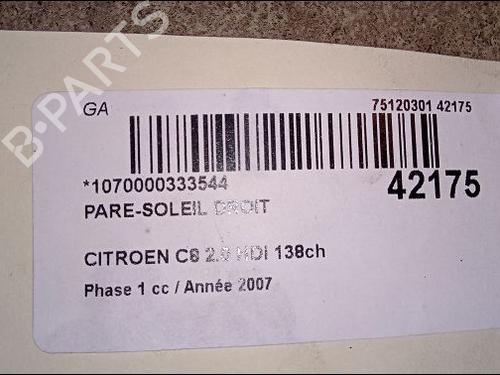 B-PARTS
GA
75120301 42175
*1070000333544
42175
PARE-SOLEIL DROIT
CITROEN C8 2.0 HDI 138ch
Phase 1 cc / Année 2007